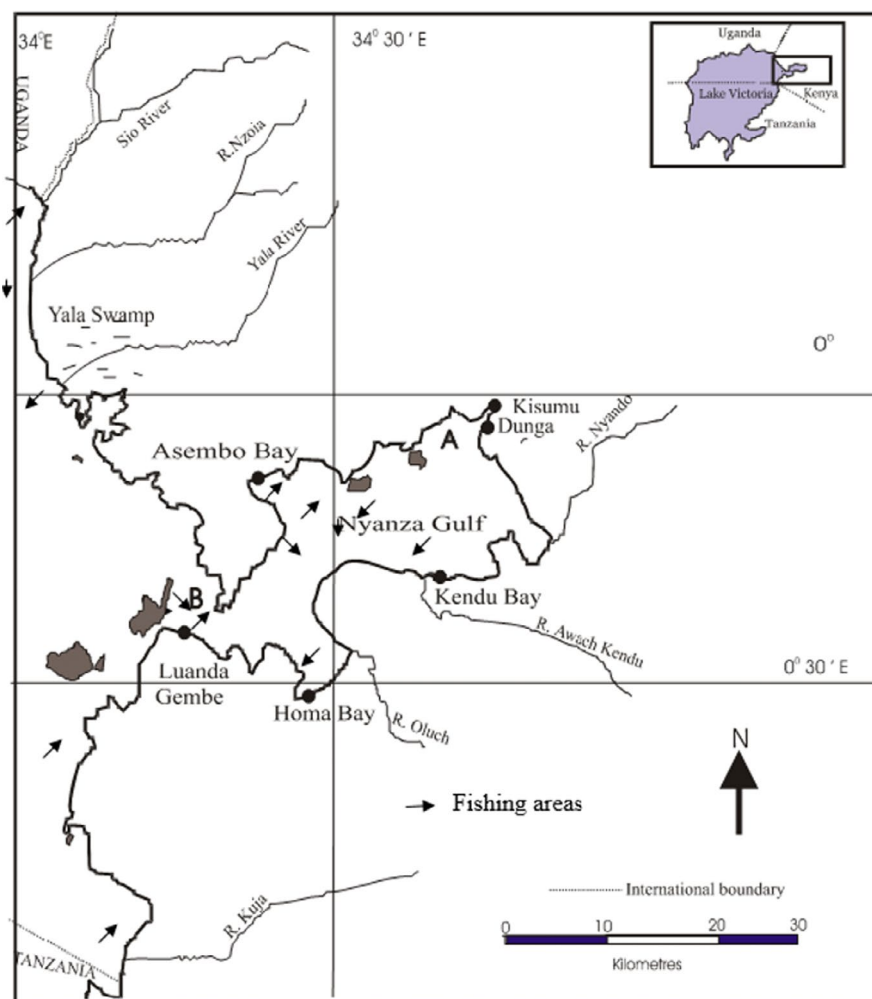 34°E
34° 30 ' E
Uganda
Lake Victoria
Kenya
Tanzania
UGANDA
Sio River
R.Nzoia
Yala River
Yala Swamp
0°
Kisumu
A
Dunga
R. Nyando
Asembo Bay
Nyanza Gulf
B
Kendu Bay
R. Awach Kendu
Luanda
Gembe
0° 30 ' E
Homa Bay
R. Oluch
N
Fishing areas
International boundary
R. Kuja
0 10 20 30
Kilometres
TANZANIA